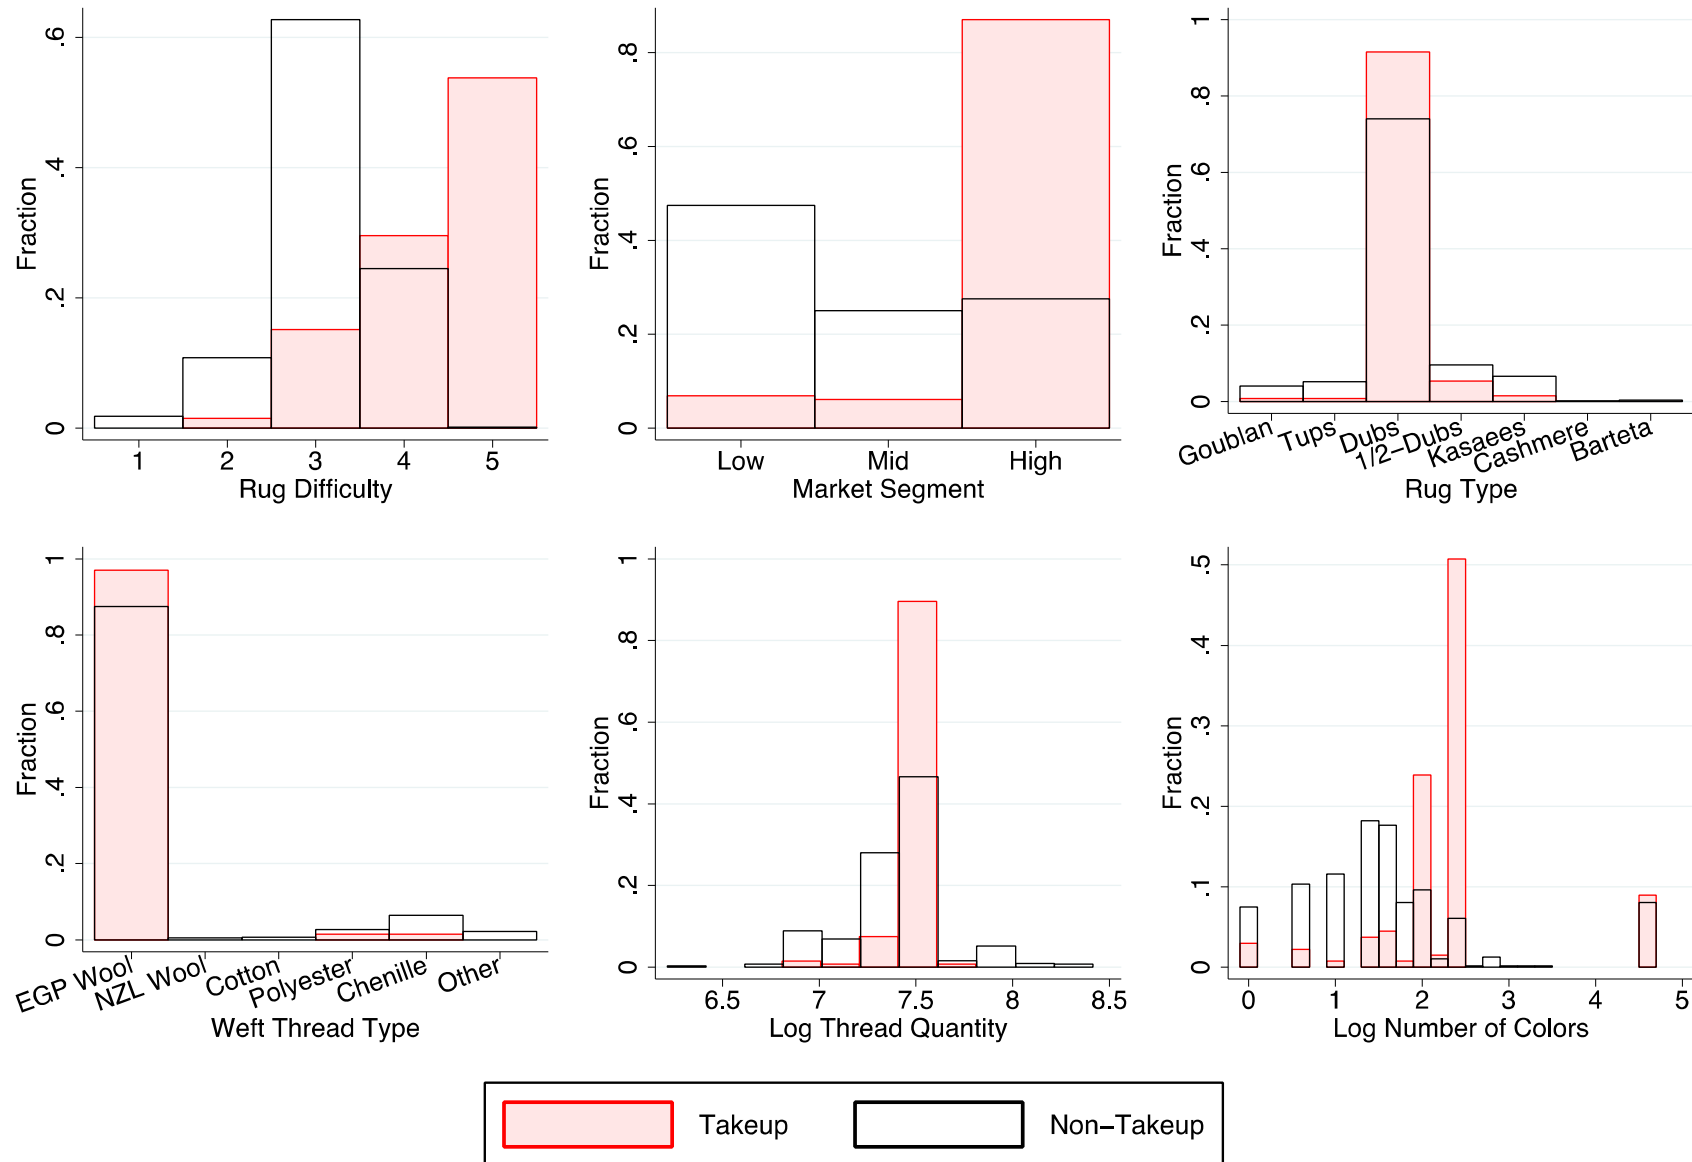 Fraction
0 .2 .4 .6
1 2 3 4 5
Rug Difficulty
Fraction
0 .2 .4 .6 .8
Low Mid High
Market Segment
Fraction
0 .2 .4 .6 .8 1
Goublan Tups Dubs 1/2-Dubs Kasaees Cashmere Barteta
Rug Type
Fraction
0 .2 .4 .6 .8 1
EGP Wool NZL Wool Cotton Polyester Chenille Other
Weft Thread Type
Fraction
0 .2 .4 .6 .8 1
6.5 7 7.5 8 8.5
Log Thread Quantity
Fraction
0 .1 .2 .3 .4 .5
0 1 2 3 4 5
Log Number of Colors
Takeup Non-Takeup